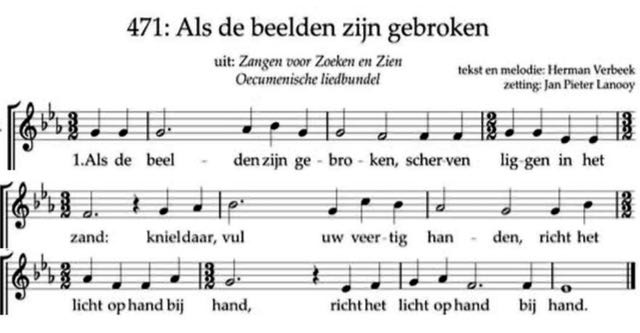 471: Als de beelden zijn gebroken
uit: Zangen voor Zoeken en Zien
Oecumenische liedbundel
tekst en melodie: Herman Verbeek
zetting: Jan Pieter Lanooy
1.Als de beel - den zijn ge - bro - ken, scher ven lig - gen in het
zand: kniel daar, vul uw veer - tig han - den, richt het
licht op hand bij hand, richt het licht op hand bij hand.